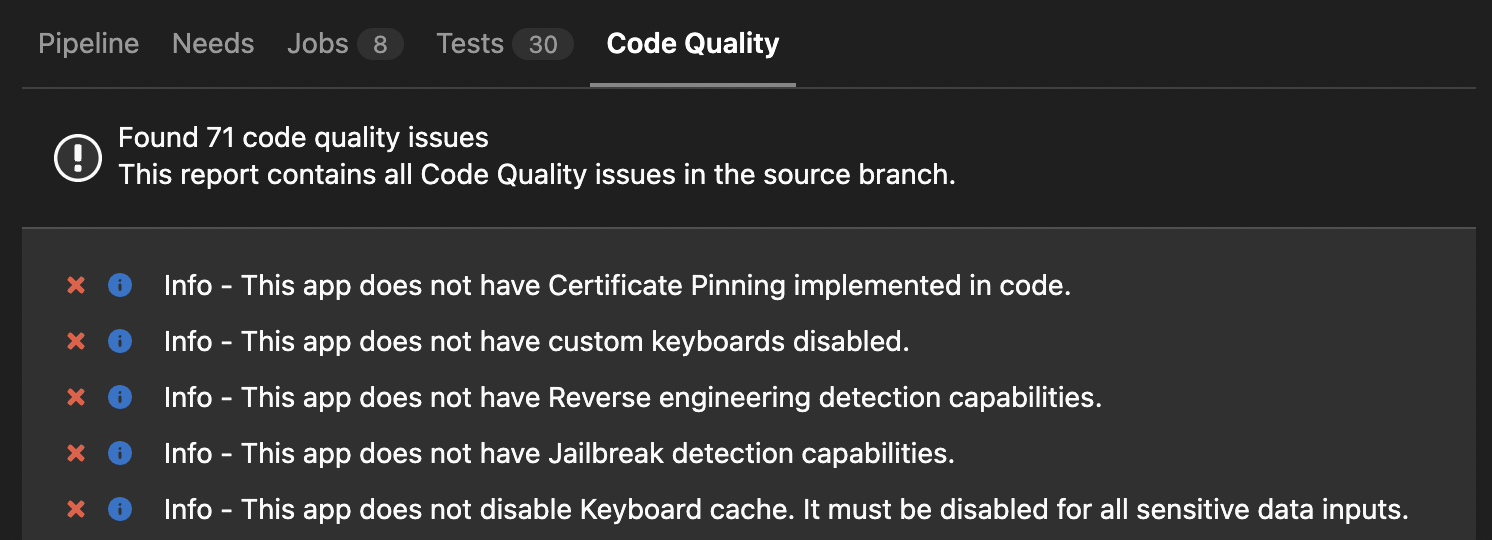 Pipeline Needs Jobs 8 Tests 30 Code Quality
Found 71 code quality issues
This report contains all Code Quality issues in the source branch.
Info - This app does not have Certificate Pinning implemented in code.
Info - This app does not have custom keyboards disabled.
Info - This app does not have Reverse engineering detection capabilities.
Info - This app does not have Jailbreak detection capabilities.
Info - This app does not disable Keyboard cache. It must be disabled for all sensitive data inputs.